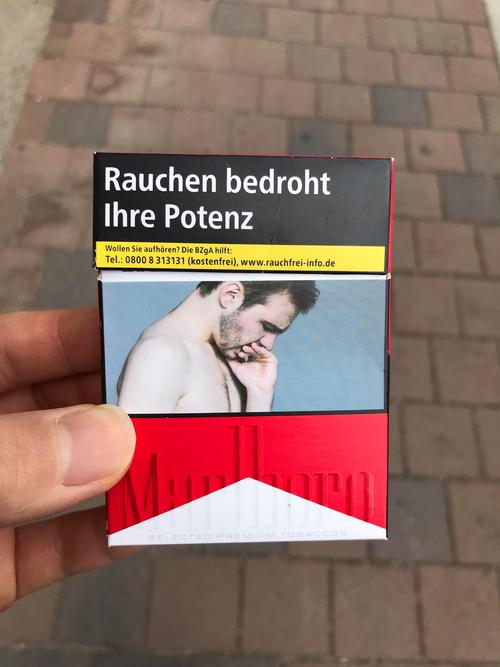 Rauchen bedroht
Ihre Potenz
Wollen Sie aufhören? Die BZgA hilft:
Tel.: 0800 8 313131 (kostenfrei), www.rauchfrei-info.de
Marlboro
SELECTED PREMIUM TOBACCOS